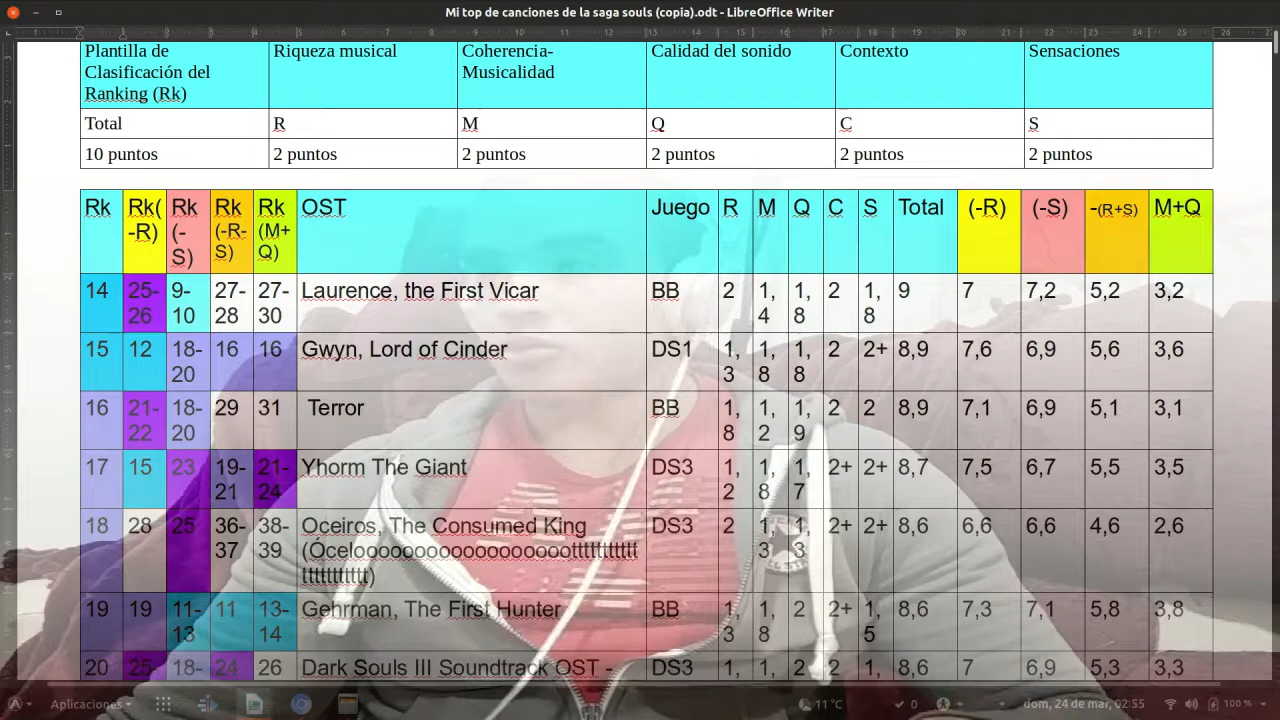 Mi top de canciones de la saga souls (copia).odt - LibreOffice Writer
Plantilla de Clasificación del Ranking (Rk) Riqueza musical Coherencia-Musicalidad Calidad del sonido Contexto Sensaciones
Total R M Q C S
10 puntos 2 puntos 2 puntos 2 puntos 2 puntos 2 puntos
Rk Rk(-R) Rk (-S) Rk (-R-S) Rk (M+Q) OST Juego R M Q C S Total (-R) (-S) -(R+S) M+Q
14 25-26 9-10 27-28 27-30 Laurence, the First Vicar BB 2 1,4 1,8 2 1,8 9 7 7,2 5,2 3,2
15 12 18-20 16 16 Gwyn, Lord of Cinder DS1 1,3 1,8 1,8 2 2+ 8,9 7,6 6,9 5,6 3,6
16 21-22 18-20 29 31 Terror BB 1,8 1,2 1,9 2 2 8,9 7,1 6,9 5,1 3,1
17 15 23 19-21 21-24 Yhorm The Giant DS3 1,2 1,8 1,7 2+ 2+ 8,7 7,5 6,7 5,5 3,5
18 28 25 36-37 38-39 Oceiros, The Consumed King DS3 2 1,3 1,3 2+ 2+ 8,6 6,6 6,6 4,6 2,6
19 19 11-13 11 13-14 Gehrman, The First Hunter BB 1,3 1,8 2 2+ 1,5 8,6 7,3 7,1 5,8 3,8
20 25- 18- 24 26 Dark Souls III Soundtrack OST - DS3 1, 1, 2 2 1, 8,6 7 6,9 5,3 3,3
Aplicaciones 11 °C 0 dom, 24 de mar, 02:55 100 %